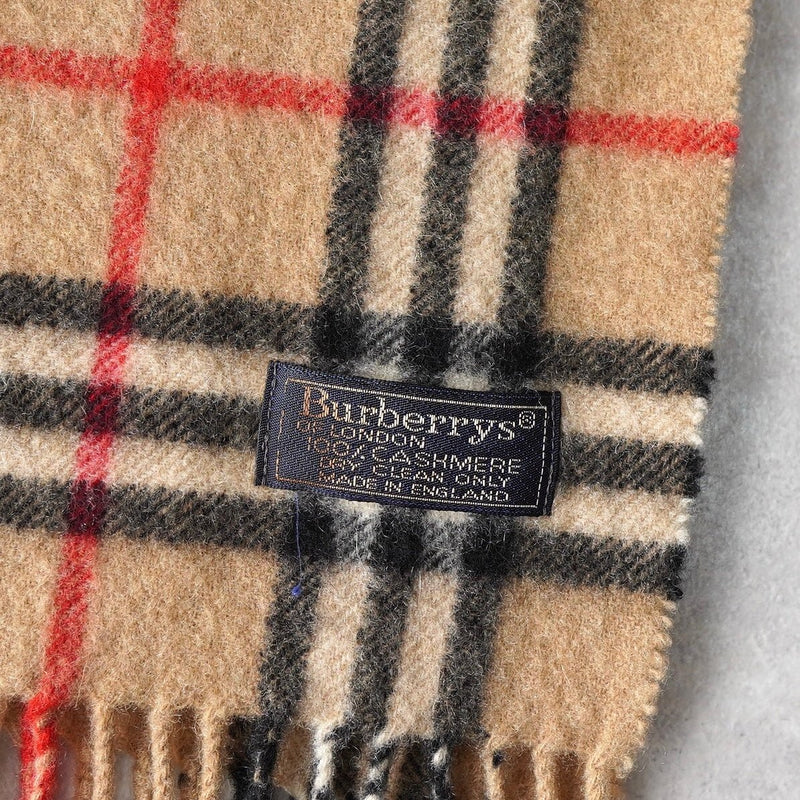 Burberrys®
OF LONDON
100% CASHMERE
DRY CLEAN ONLY
MADE IN ENGLAND